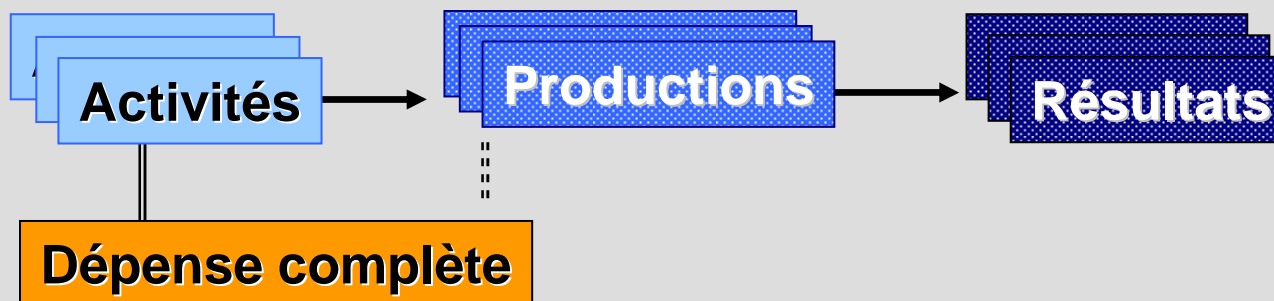 Activités
Productions
Résultats
Dépense complète